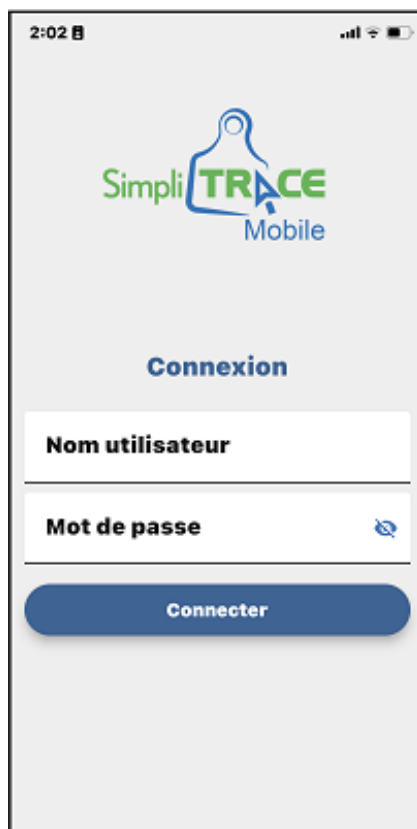 2:02
Simpli TRACE
Mobile
Connexion
Nom utilisateur
Mot de passe
Connecter